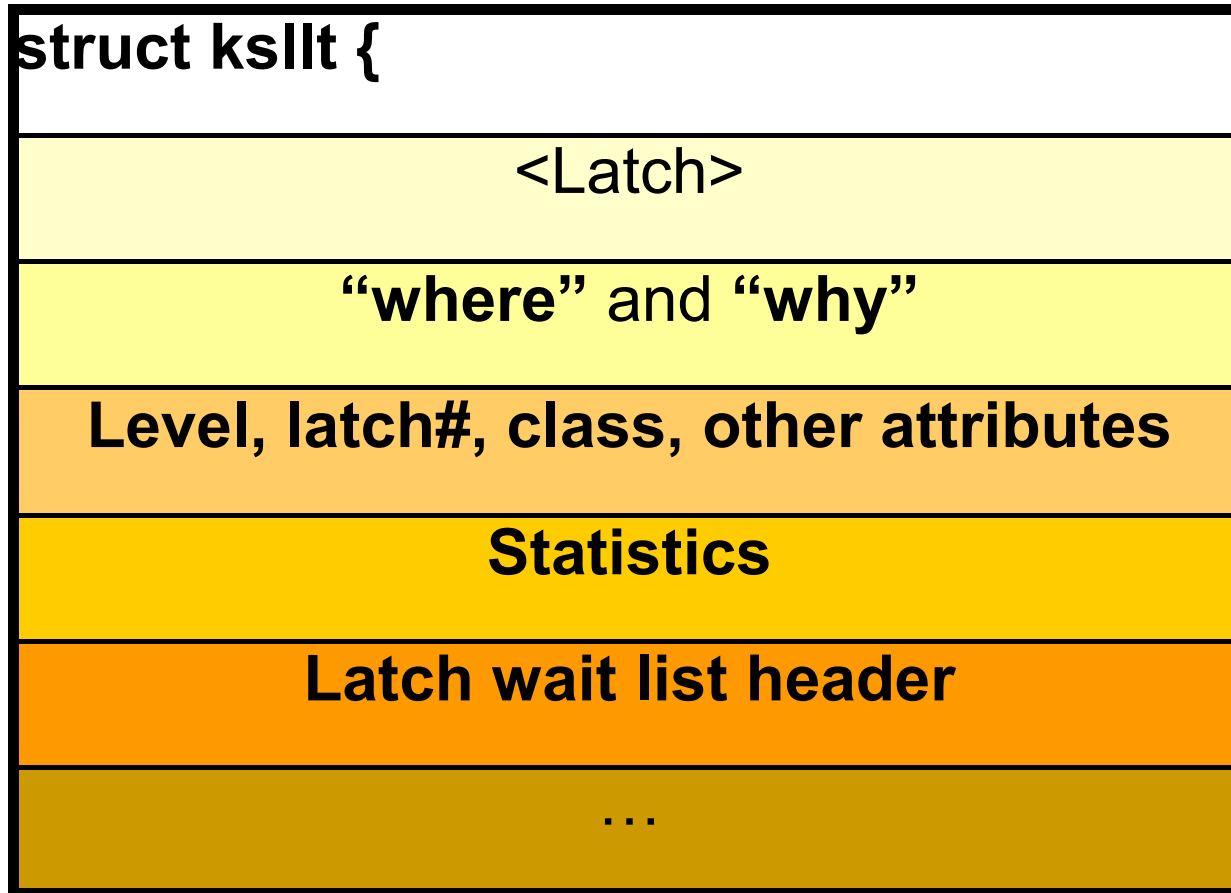 struct ksllt {
<Latch>
“where” and “why”
Level, latch#, class, other attributes
Statistics
Latch wait list header
…